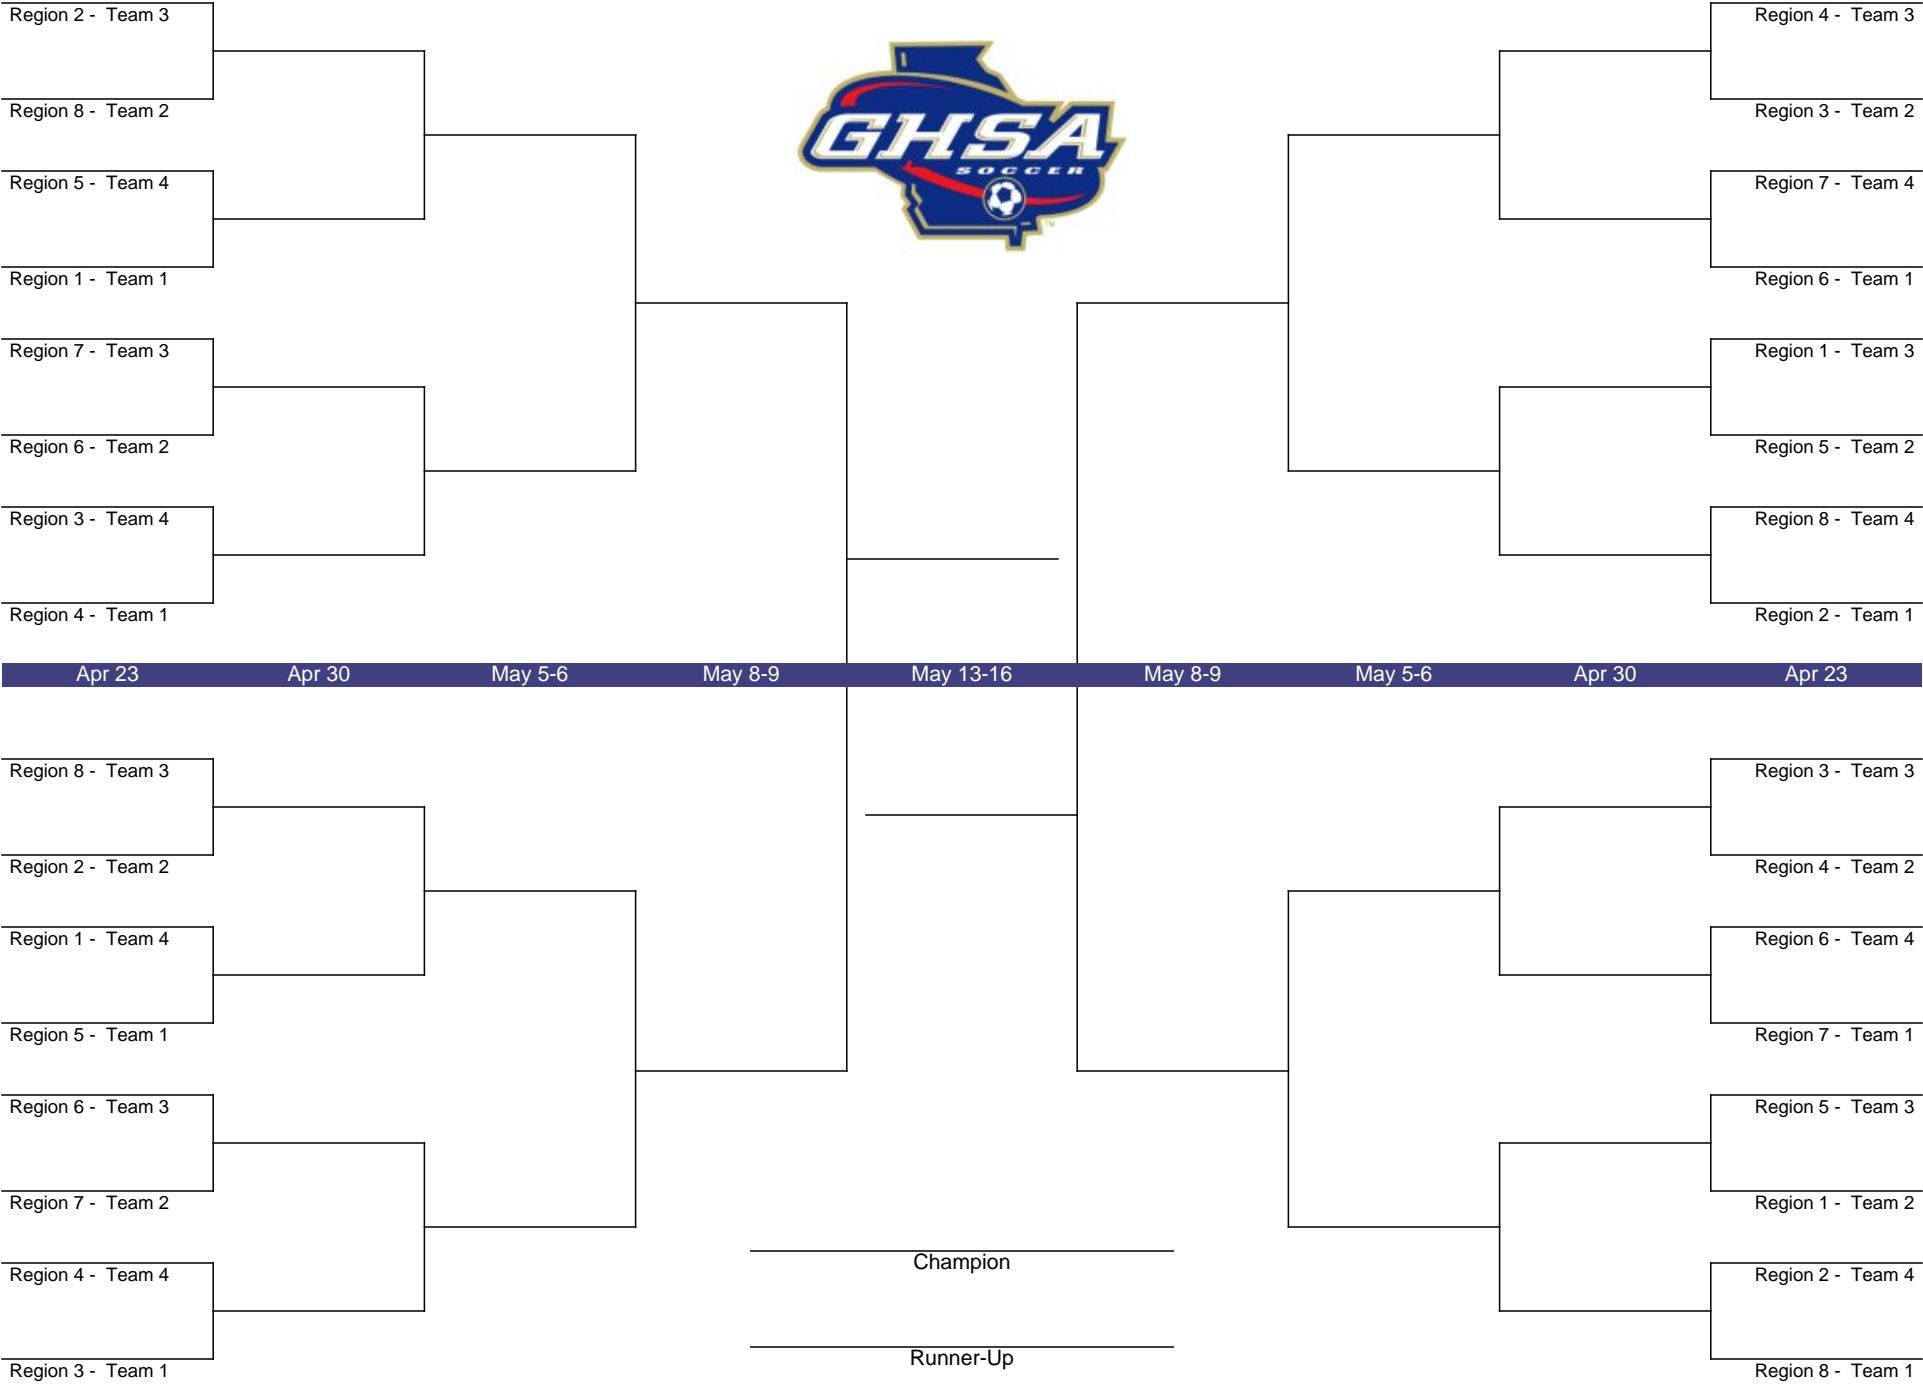 Region 2 - Team 3
Region 4 - Team 3
GHSA
SOCCER
TM
Region 8 - Team 2
Region 3 - Team 2
Region 5 - Team 4
Region 7 - Team 4
Region 1 - Team 1
Region 6 - Team 1
Region 7 - Team 3
Region 1 - Team 3
Region 6 - Team 2
Region 5 - Team 2
Region 3 - Team 4
Region 8 - Team 4
Region 4 - Team 1
Region 2 - Team 1
Apr 23 Apr 30 May 5-6 May 8-9 May 13-16 May 8-9 May 5-6 Apr 30 Apr 23
Region 8 - Team 3
Region 3 - Team 3
Region 2 - Team 2
Region 4 - Team 2
Region 1 - Team 4
Region 6 - Team 4
Region 5 - Team 1
Region 7 - Team 1
Region 6 - Team 3
Region 5 - Team 3
Region 7 - Team 2
Region 1 - Team 2
Champion
Region 4 - Team 4
Region 2 - Team 4
Runner-Up
Region 3 - Team 1
Region 8 - Team 1